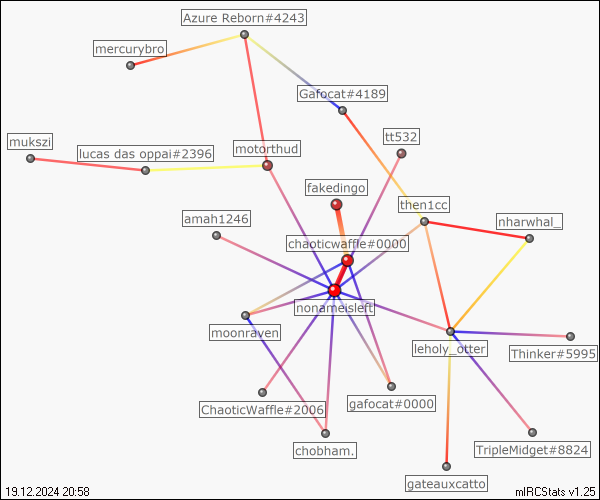 Azure Reborn#4243
mercurybro
Gafocat#4189
tt532
mukszi
lucas das oppai#2396
motorthud
fakedingo
then1cc
amah1246
nharwhal_
chaoticwaffle#0000
nonameisleft
moonraven
leholy_otter
Thinker#5995
ChaoticWaffle#2006
gafocat#0000
chobham.
TripleMidget#8824
gateauxcatto
19.12.2024 20:58
mIRCStats v1.25